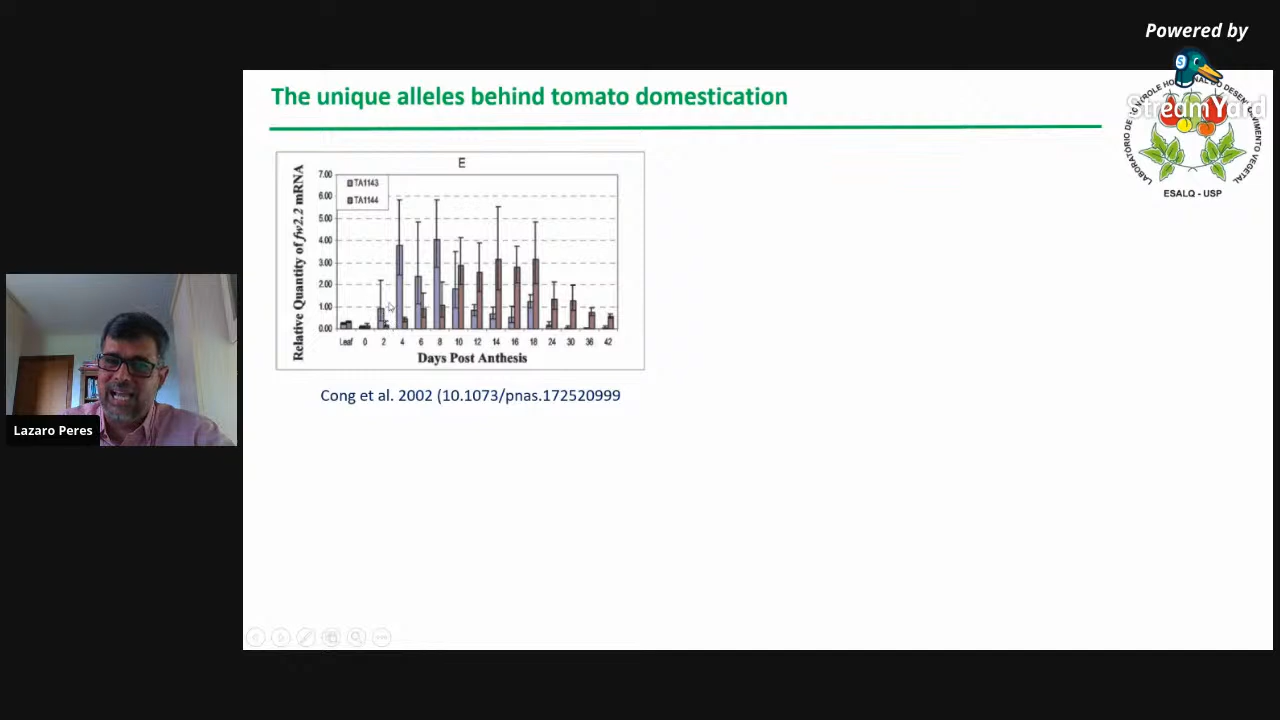 Powered by
StreamYard
The unique alleles behind tomato domestication
ESALQ - USP
E
Relative Quantity of fw2.2 mRNA
7.00
6.00
5.00
4.00
3.00
2.00
1.00
0.00
TA1143
TA1144
Leaf 0 2 4 6 8 10 12 14 16 18 24 30 36 42
Days Post Anthesis
Cong et al. 2002 (10.1073/pnas.172520999
Lazaro Peres